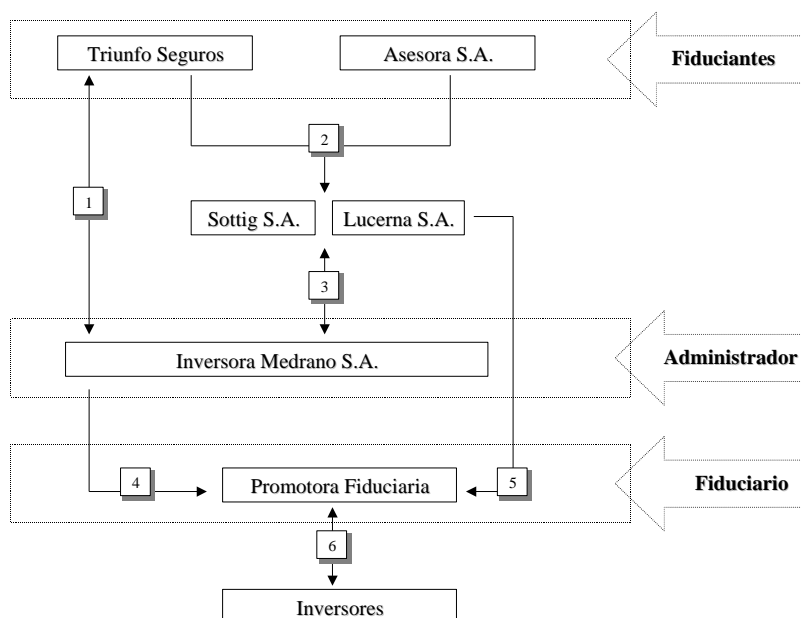 Triunfo Seguros
Asesora S.A.
Fiduciantes
2
1
Sottig S.A.
Lucerna S.A.
3
Inversora Medrano S.A.
Administrador
4
Promotora Fiduciaria
5
Fiduciario
6
Inversores